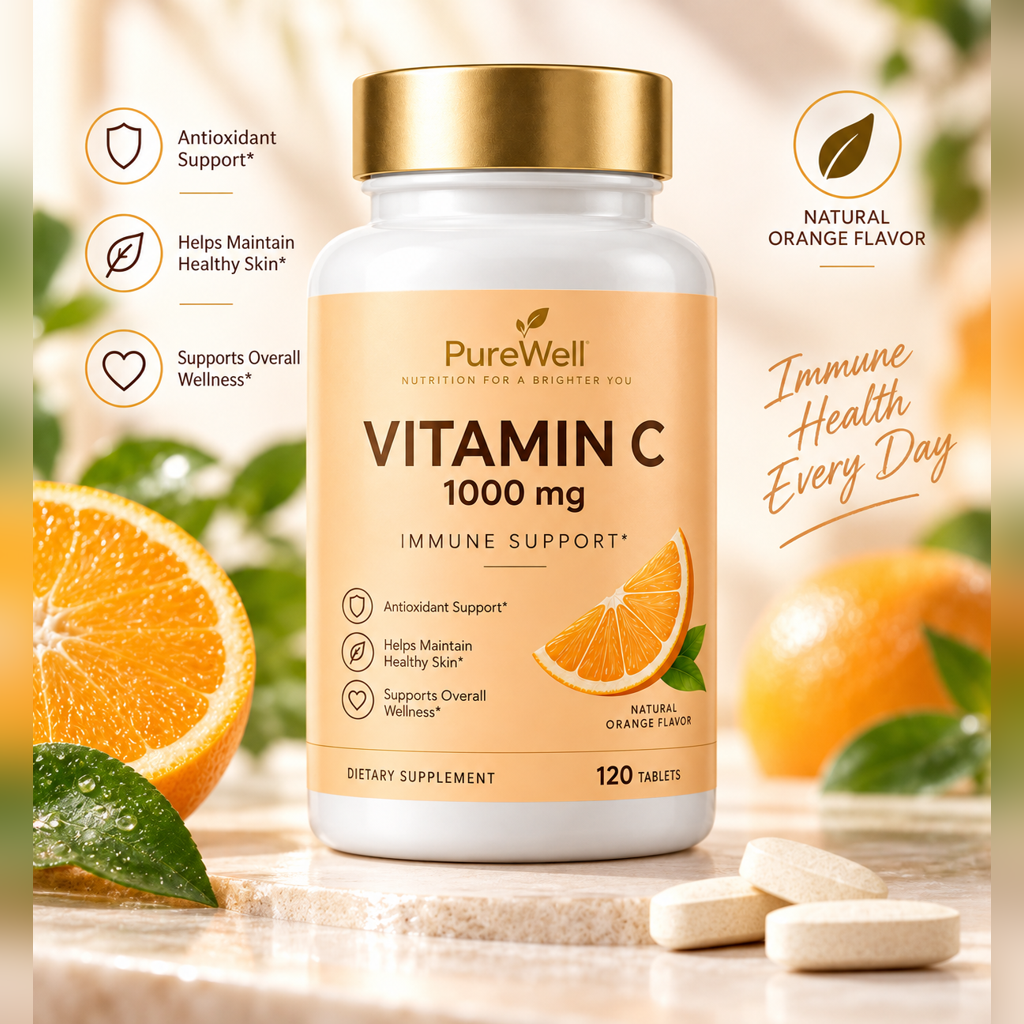 Antioxidant
Support*
Helps Maintain
Healthy Skin*
Supports Overall
Wellness*
NATURAL
ORANGE FLAVOR
Immune
Health
Every Day
PureWell®
NUTRITION FOR A BRIGHTER YOU
VITAMIN C
1000 mg
IMMUNE SUPPORT*
Antioxidant Support*
Helps Maintain
Healthy Skin*
Supports Overall
Wellness*
NATURAL
ORANGE FLAVOR
DIETARY SUPPLEMENT
120 TABLETS